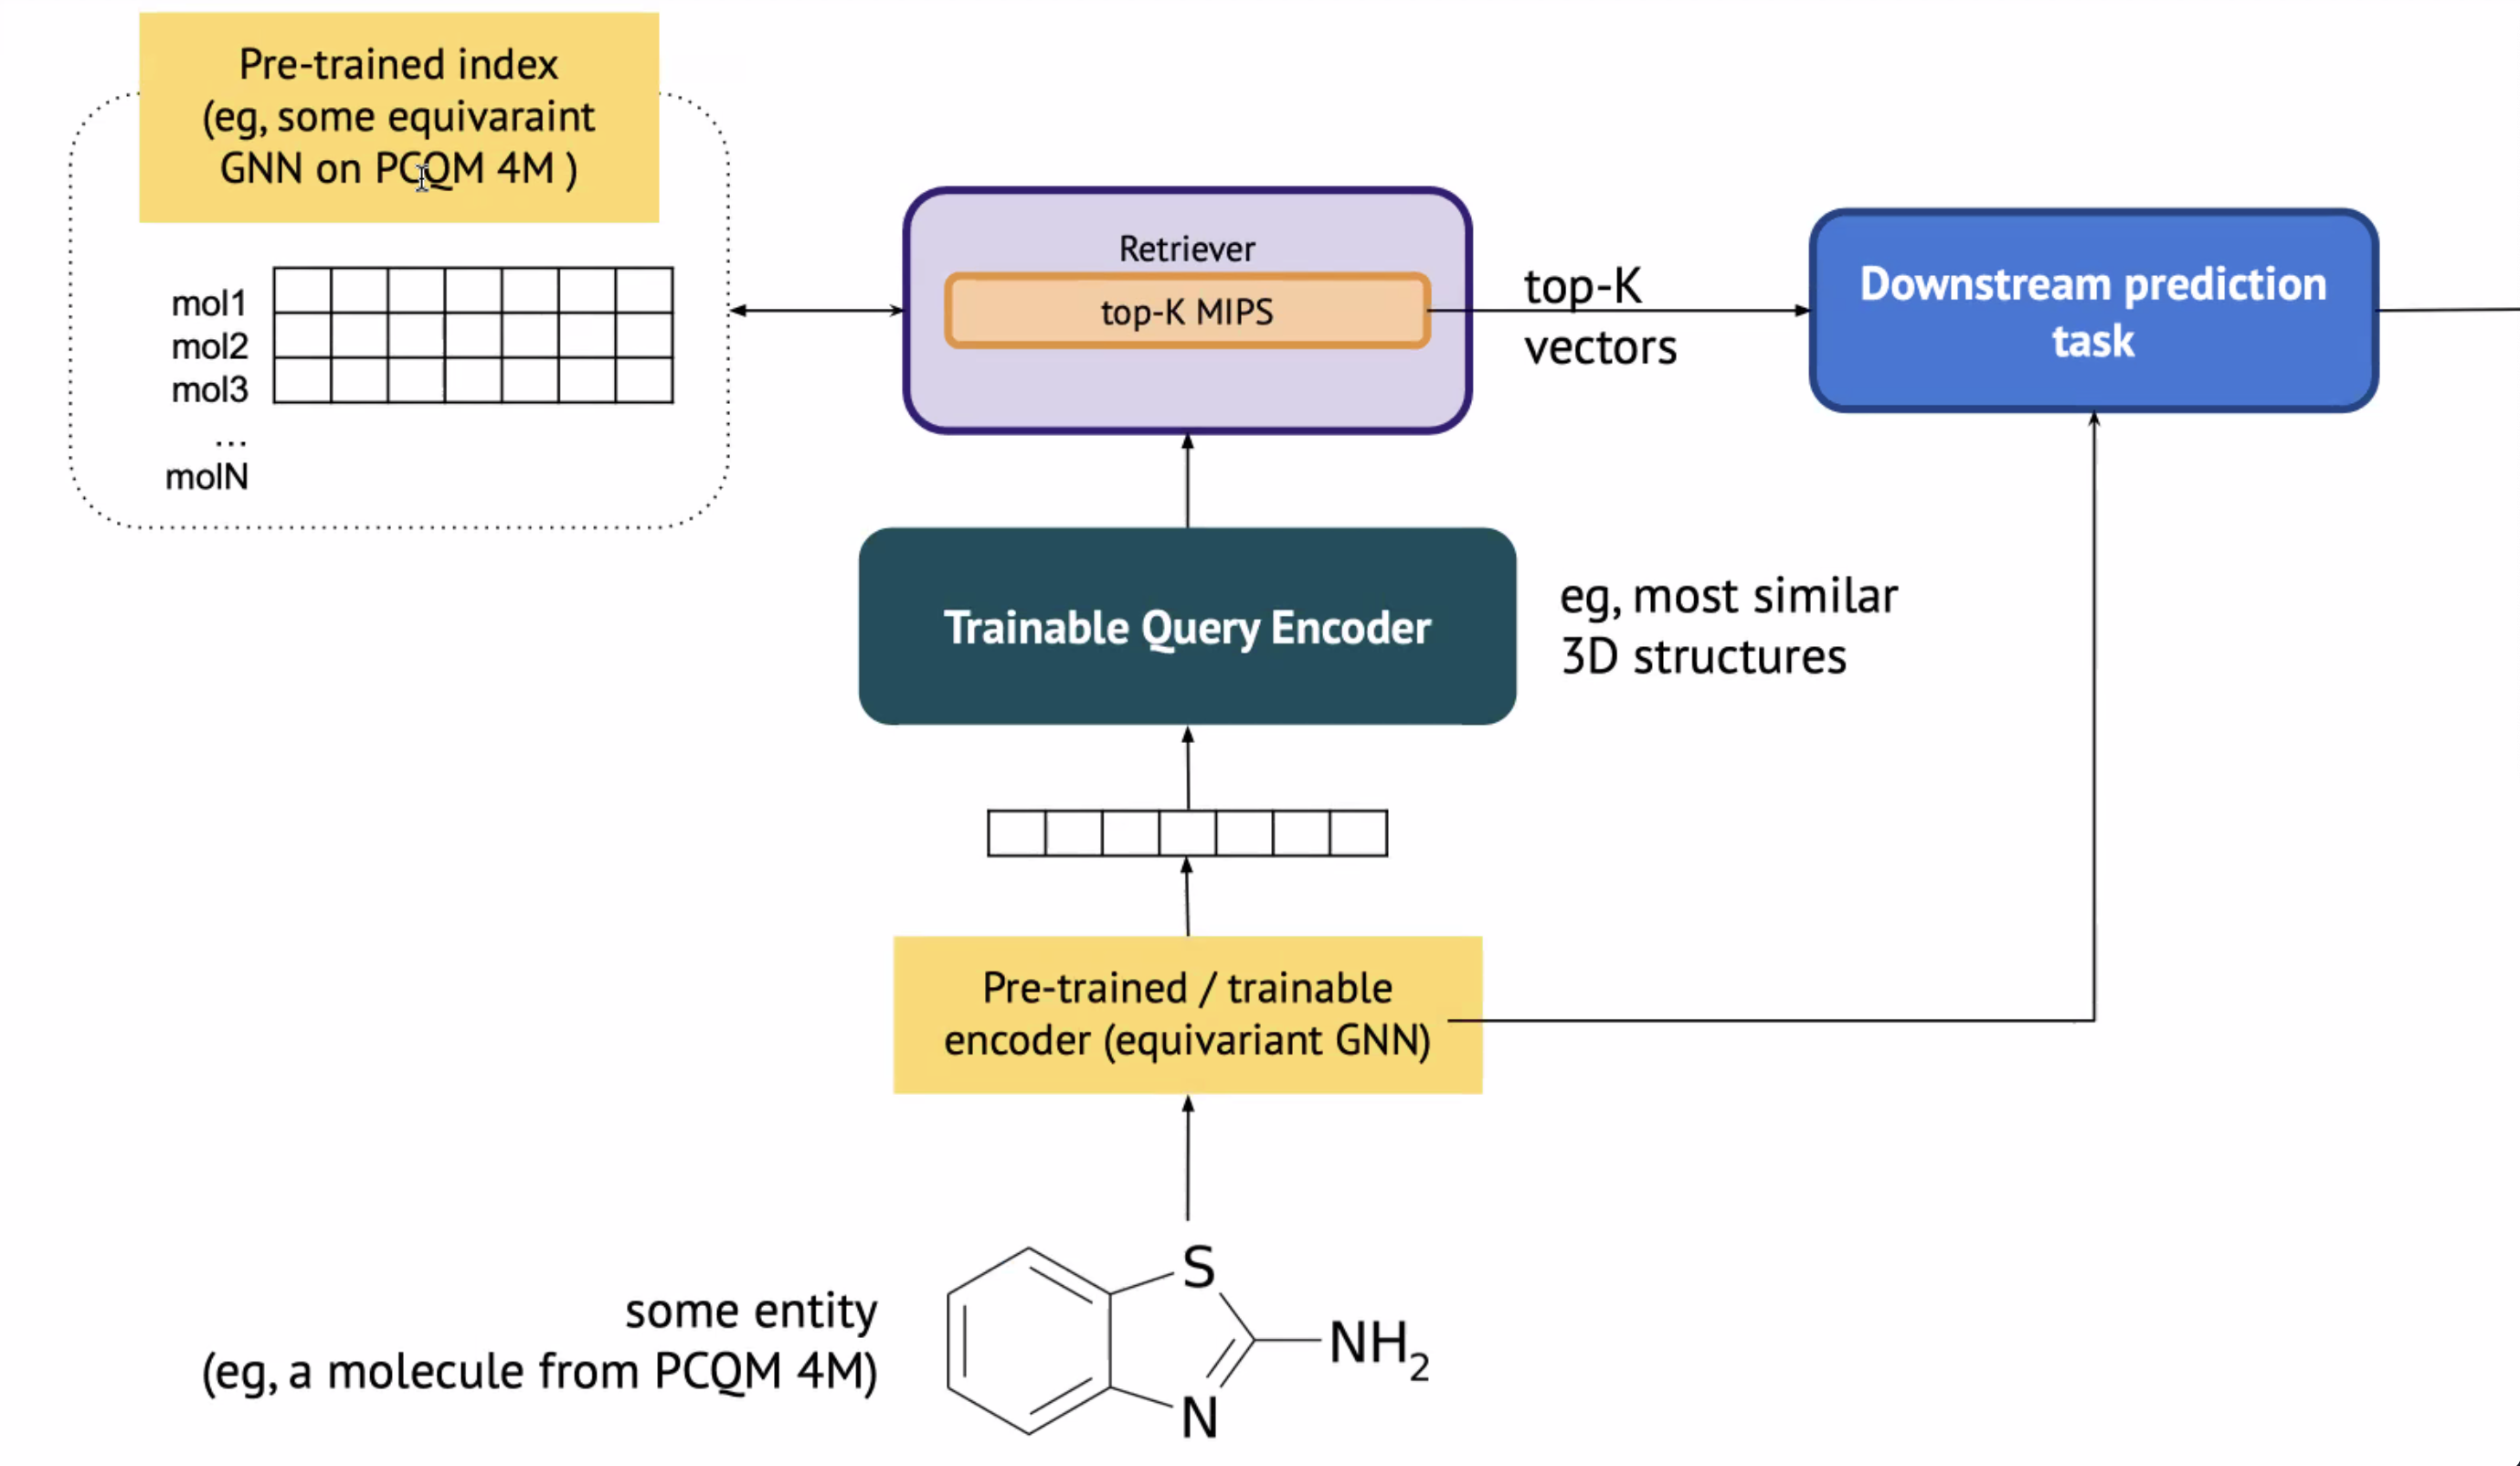 Pre-trained index
(eg, some equivaraint
GNN on PCQM 4M )
mol1
mol2
mol3
...
molN
Retriever
top-K MIPS
top-K
vectors
Downstream prediction
task
Trainable Query Encoder
eg, most similar
3D structures
Pre-trained / trainable
encoder (equivariant GNN)
some entity
(eg, a molecule from PCQM 4M)
S
NH2
N